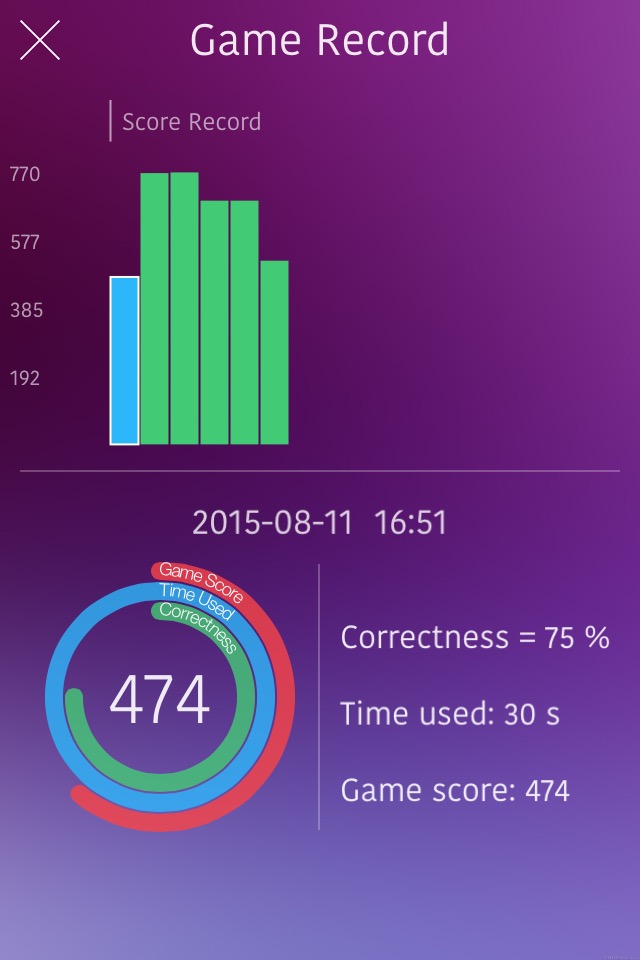 Game Record
Score Record
770
577
385
192
2015-08-11 16:51
Game Score
Time Used
Correctness
474
Correctness = 75 %
Time used: 30 s
Game score: 474